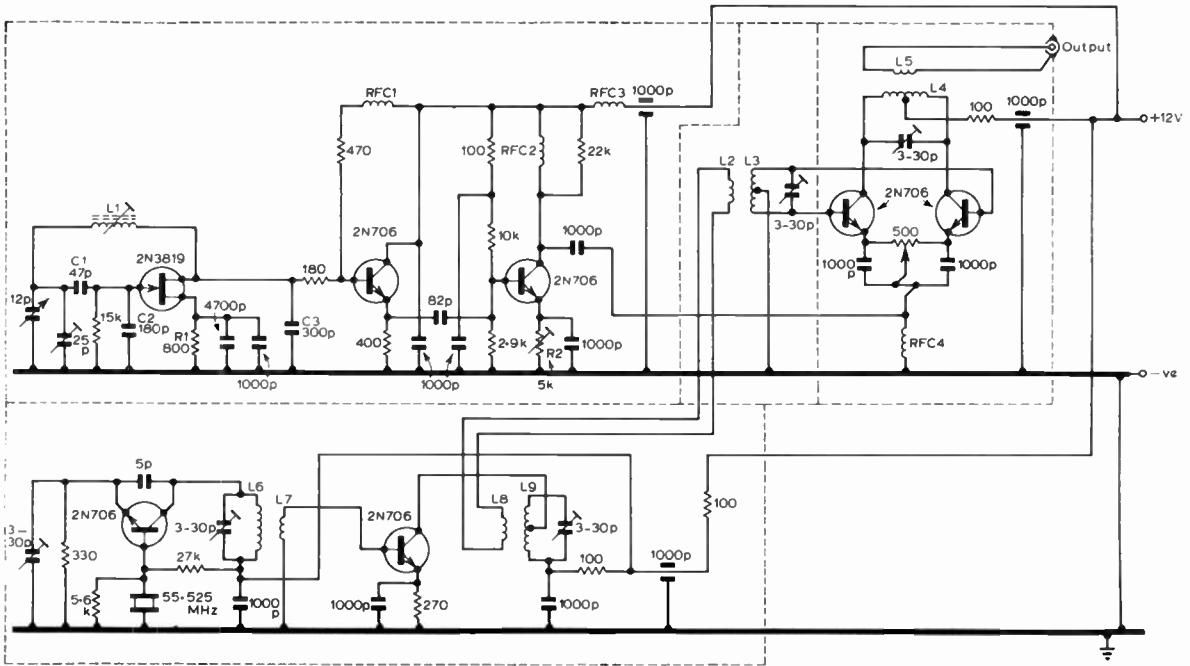 Output
L5
L4
RFC1
RFC3
1000p
100
1000p
+12V
470
100
RFC2
22k
3-30p
L2
L3
L1
2N706
2N706
3-30p
10k
1000p
500
C1
47p
2N3819
180
2N706
1000
p
1000p
12p
4700p
82p
15k
C2
180p
C3
300p
25
p
R1
800
400
2·9k
R2
1000p
RFC4
1000p
1000p
5k
-ve
5p
L6
L7
L8
L9
2N706
2N706
100
3-
30p
3-30p
3-30p
330
27k
100
1000p
5·6
k
55·525
MHz
1000
p
1000p
270
1000p